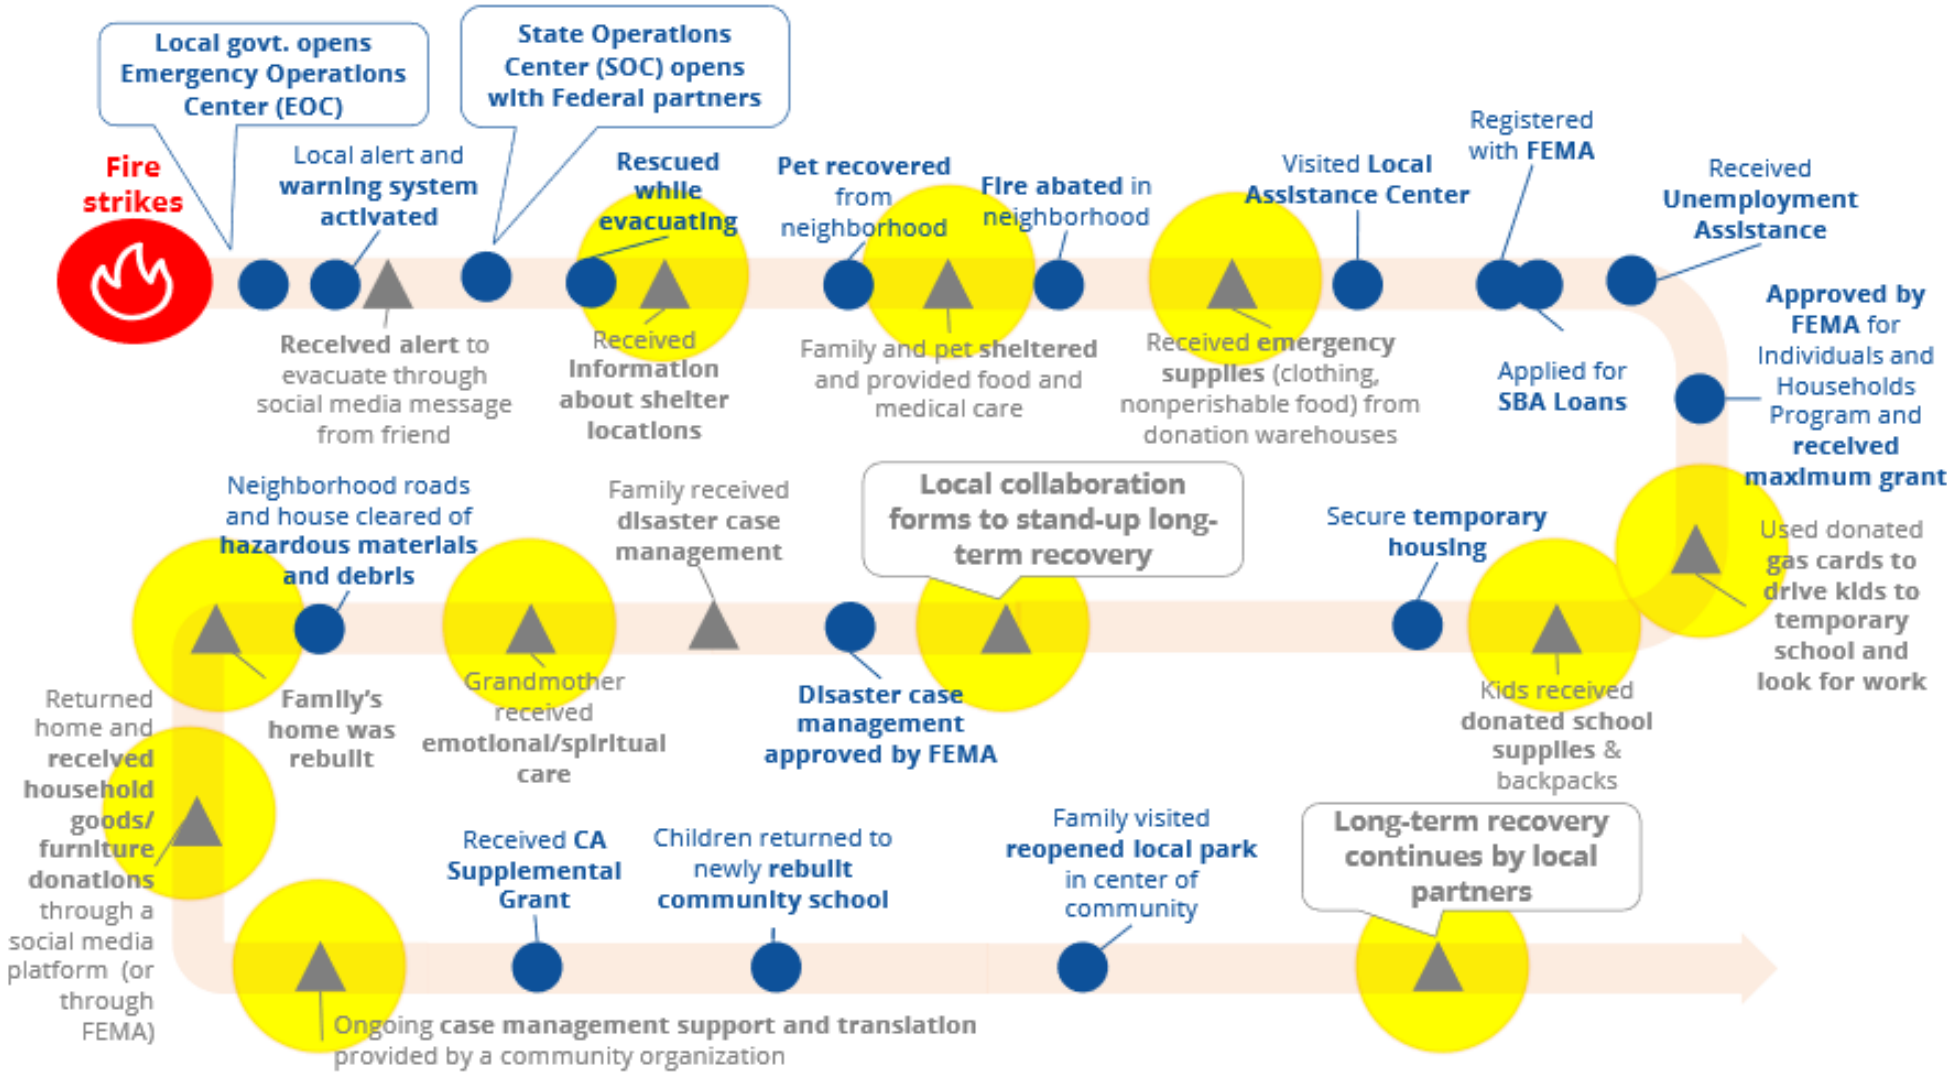 Local govt. opens
Emergency Operations
Center (EOC)
State Operations
Center (SOC) opens
with Federal partners
Fire
strikes
Local alert and
warning system
activated
Received alert to
evacuate through
social media message
from friend
Rescued
while
evacuating
Received
information
about shelter
locations
Pet recovered
from
neighborhood
Family and pet sheltered
and provided food and
medical care
Fire abated in
neighborhood
Received emergency
supplies (clothing,
nonperishable food) from
donation warehouses
Visited Local
Assistance Center
Registered
with FEMA
Applied for
SBA Loans
Received
Unemployment
Assistance
Approved by
FEMA for
Individuals and
Households
Program and
received
maximum grant
Used donated
gas cards to
drive kids to
temporary
school and
look for work
Kids received
donated school
supplies &
backpacks
Secure temporary
housing
Local collaboration
forms to stand-up long-
term recovery
Disaster case
management
approved by FEMA
Family received
disaster case
management
Grandmother
received
emotional/spiritual
care
Neighborhood roads
and house cleared of
hazardous materials
and debris
Family's
home was
rebuilt
Returned
home and
received
household
goods/
furniture
donations
through a
social media
platform (or
through
FEMA)
Ongoing case management support and translation
provided by a community organization
Received CA
Supplemental
Grant
Children returned to
newly rebuilt
community school
Family visited
reopened local park
in center of
community
Long-term recovery
continues by local
partners